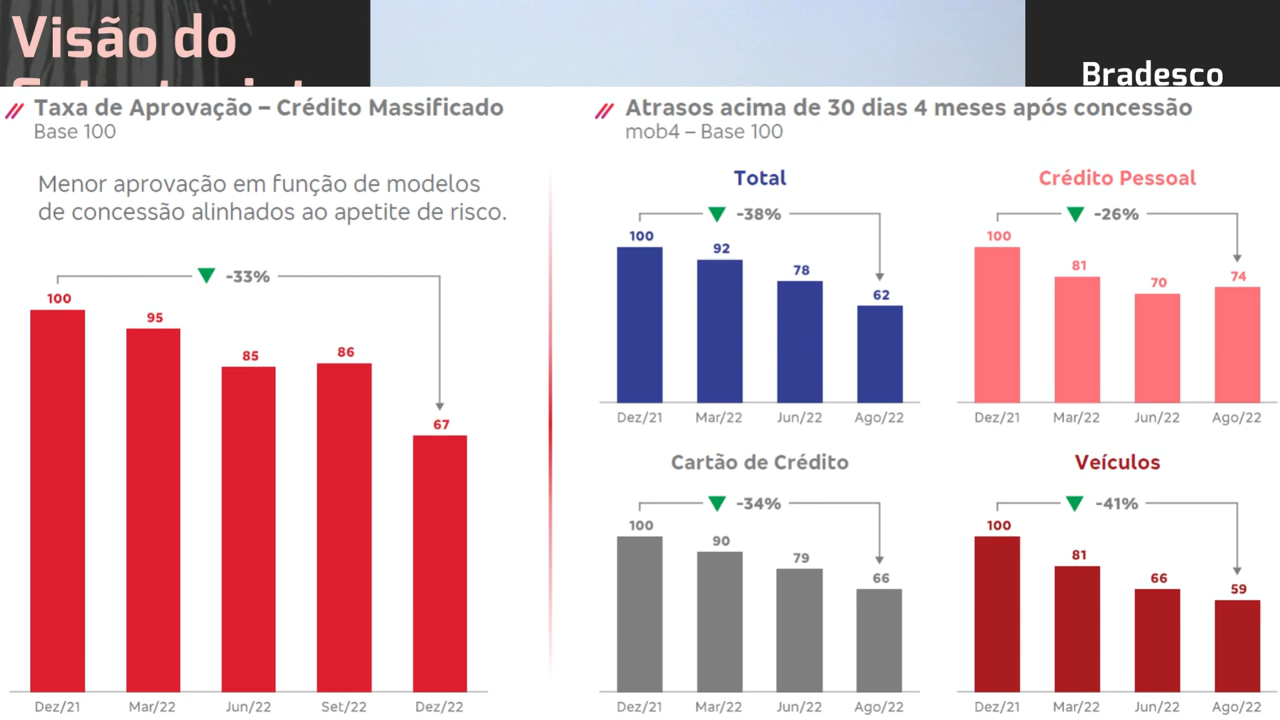 Visão do
Bradesco
Taxa de Aprovação – Crédito Massificado
Base 100
Menor aprovação em função de modelos
de concessão alinhados ao apetite de risco.
-33%
100
95
85
86
67
Dez/21
Mar/22
Jun/22
Set/22
Dez/22
Atrasos acima de 30 dias 4 meses após concessão
mob4 – Base 100
Total
-38%
100
92
78
62
Dez/21
Mar/22
Jun/22
Ago/22
Crédito Pessoal
-26%
100
81
70
74
Dez/21
Mar/22
Jun/22
Ago/22
Cartão de Crédito
-34%
100
90
79
66
Dez/21
Mar/22
Jun/22
Ago/22
Veículos
-41%
100
81
66
59
Dez/21
Mar/22
Jun/22
Ago/22